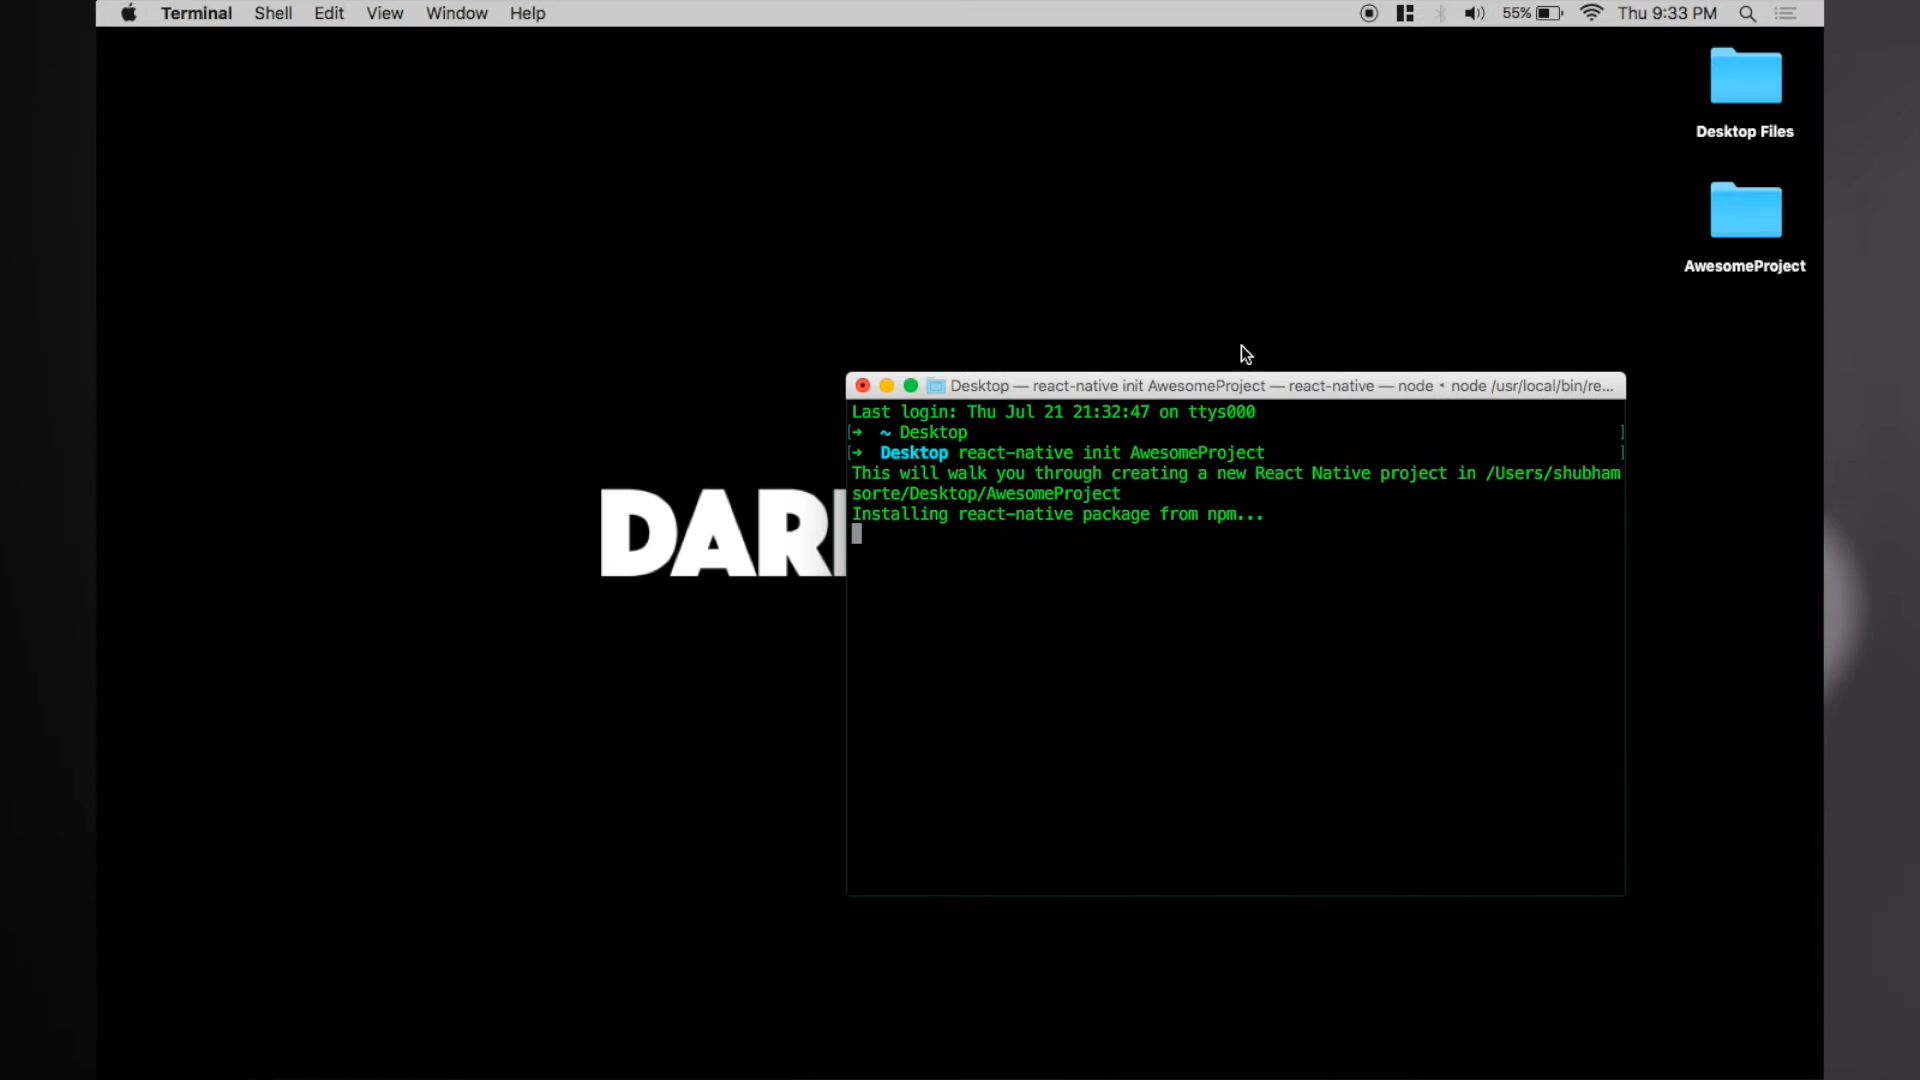 Terminal Shell Edit View Window Help 55% Thu 9:33 PM
Desktop Files
AwesomeProject
Desktop — react-native init AwesomeProject — react-native — node • node /usr/local/bin/re...
Last login: Thu Jul 21 21:32:47 on ttys000
[➜ ~ Desktop ]
[➜ Desktop react-native init AwesomeProject ]
This will walk you through creating a new React Native project in /Users/shubham
sorte/Desktop/AwesomeProject
Installing react-native package from npm...
DAR